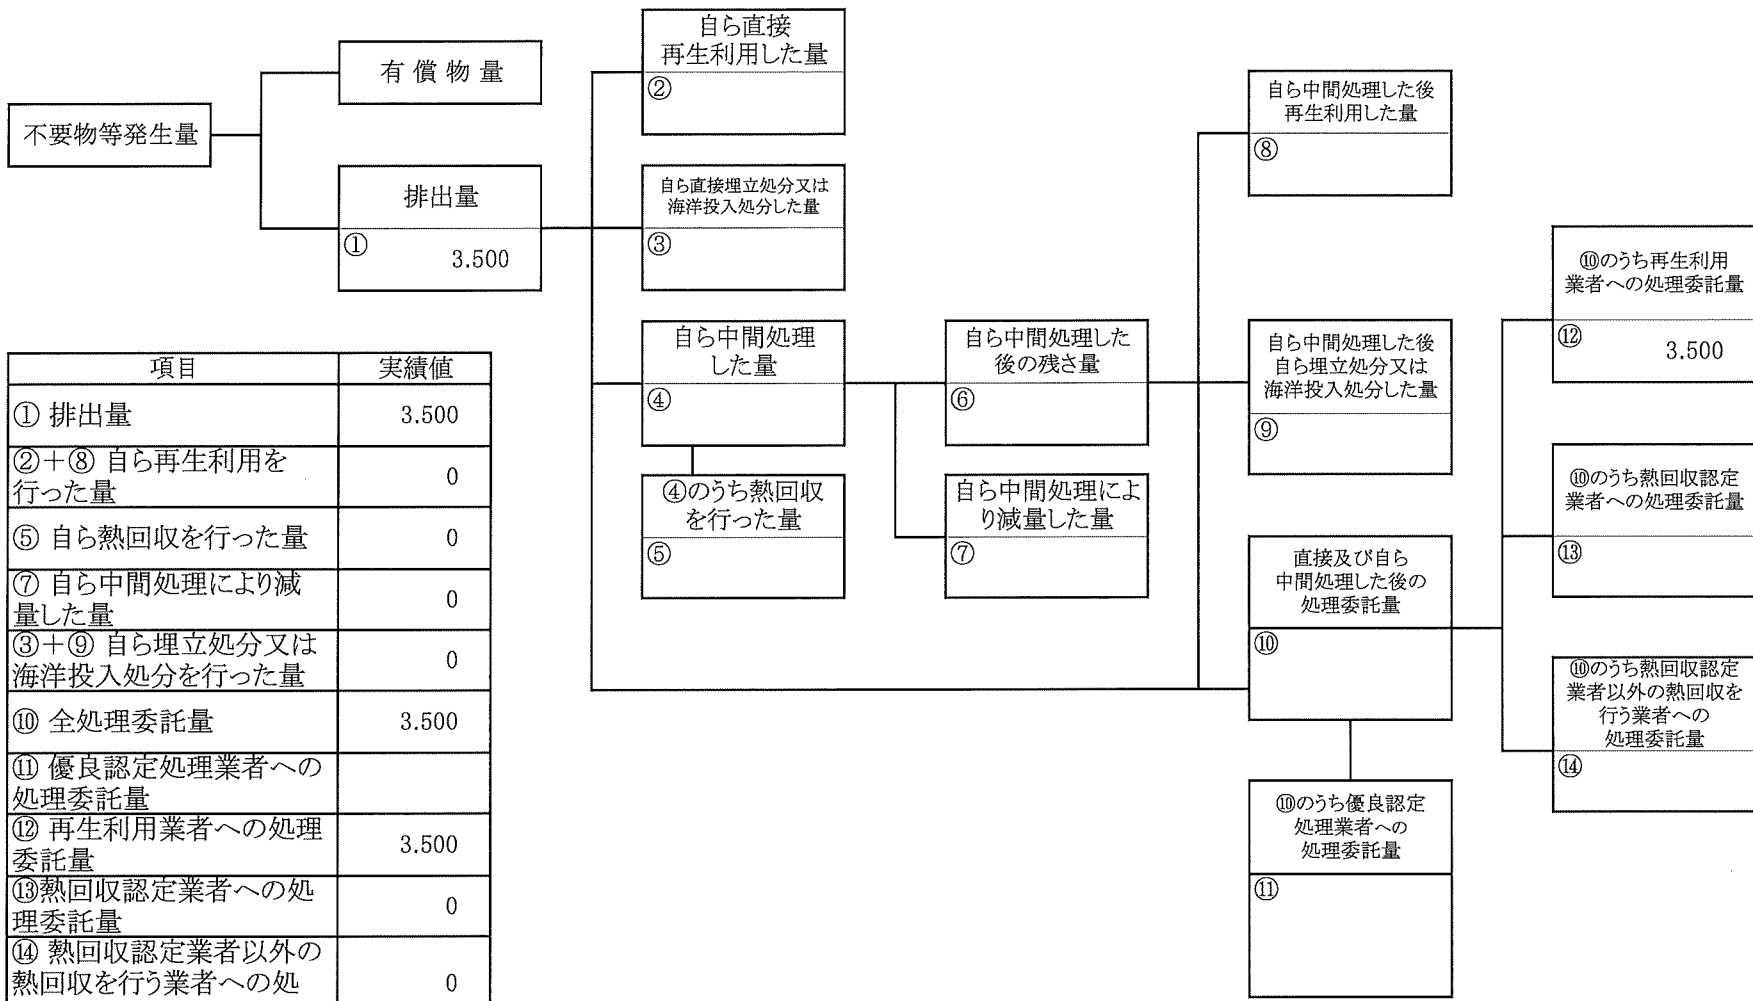 不要物等発生量
有償物量
排出量
①
3.500
自ら直接
再生利用した量
②
自ら直接埋立処分又は
海洋投入処分した量
③
自ら中間処理
した量
④
④のうち熱回収
を行った量
⑤
自ら中間処理した
後の残さ量
⑥
自ら中間処理によ
り減量した量
⑦
自ら中間処理した後
再生利用した量
⑧
自ら中間処理した後
自ら埋立処分又は
海洋投入処分した量
⑨
直接及び自ら
中間処理した後の
処理委託量
⑩
⑩のうち優良認定
処理業者への
処理委託量
⑪
⑩のうち再生利用
業者への処理委託量
⑫
3.500
⑩のうち熱回収認定
業者への処理委託量
⑬
⑩のうち熱回収認定
業者以外の熱回収を
行う業者への
処理委託量
⑭
項目 実績値
① 排出量 3.500
②+⑧ 自ら再生利用を
行った量 0
⑤ 自ら熱回収を行った量 0
⑦ 自ら中間処理により減
量した量 0
③+⑨ 自ら埋立処分又は
海洋投入処分を行った量 0
⑩ 全処理委託量 3.500
⑪ 優良認定処理業者への
処理委託量
⑫ 再生利用業者への処理
委託量 3.500
⑬熱回収認定業者への処
理委託量 0
⑭ 熱回収認定業者以外の
熱回収を行う業者への処 0